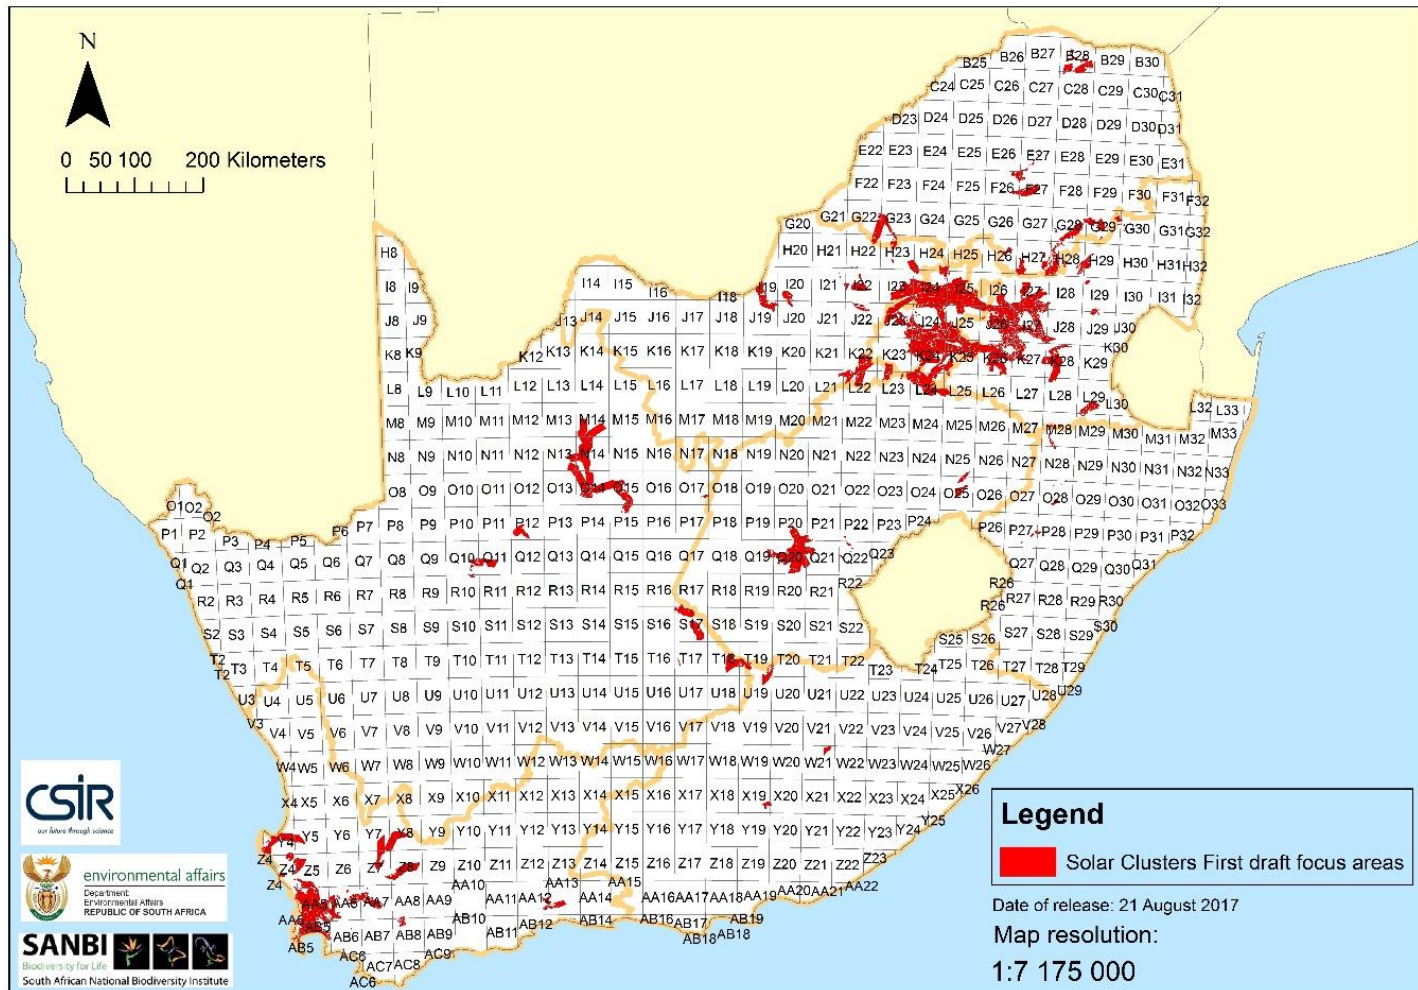 N
0 50 100 200 Kilometers
B25 B26 B27 B28 B29 B30
C24 C25 C26 C27 C28 C29 C30 C31
D23 D24 D25 D26 D27 D28 D29 D30 D31
E22 E23 E24 E25 E26 E27 E28 E29 E30 E31
F22 F23 F24 F25 F26 F27 F28 F29 F30 F31 F32
G20 G21 G22 G23 G24 G25 G26 G27 G28 G29 G30 G31 G32
H8 H20 H21 H22 H23 H24 H25 H26 H27 H28 H29 H30 H31 H32
I8 I9 I14 I15 I16 I18 I19 I20 I21 I22 I23 I24 I25 I26 I27 I28 I29 I30 I31 I32
J8 J9 J13 J14 J15 J16 J17 J18 J19 J20 J21 J22 J23 I24 J25 J26 J27 J28 J29 J30
K8 K9 K12 K13 K14 K15 K16 K17 K18 K19 K20 K21 K22 K23 K24 K25 K26 K27 K28 K29 K30
L8 L9 L10 L11 L12 L13 L14 L15 L16 L17 L18 L19 L20 L21 L22 L23 L24 L25 L26 L27 L28 L29 L30 L32 L33
M8 M9 M10 M11 M12 M13 M14 M15 M16 M17 M18 M19 M20 M21 M22 M23 M24 M25 M26 M27 M28 M29 M30 M31 M32 M33
N8 N9 N10 N11 N12 N13 N14 N15 N16 N17 N18 N19 N20 N21 N22 N23 N24 N25 N26 N27 N28 N29 N30 N31 N32 N33
O1 O2 O2 O8 O9 O10 O11 O12 O13 O14 O15 O16 O17 O18 O19 O20 O21 O22 O23 O24 O25 O26 O27 O28 O29 O30 O31 O32 O33
P1 P2 P3 P4 P5 P6 P7 P8 P9 P10 P11 P12 P13 P14 P15 P16 P17 P18 P19 P20 P21 P22 P23 P24 P26 P27 P28 P29 P30 P31 P32
Q1 Q1 Q2 Q3 Q4 Q5 Q6 Q7 Q8 Q9 Q10 Q11 Q12 Q13 Q14 Q15 Q16 Q17 Q18 Q19 Q20 Q21 Q22 Q23 Q27 Q28 Q29 Q30 Q31
R2 R3 R4 R5 R6 R7 R8 R9 R10 R11 R12 R13 R14 R15 R16 R17 R18 R19 R20 R21 R22 R26 R26 R27 R28 R29 R30
S2 S3 S4 S5 S6 S7 S8 S9 S10 S11 S12 S13 S14 S15 S16 S17 S18 S19 S20 S21 S22 S25 S26 S27 S28 S29 S30
T2 T2 T3 T4 T5 T6 T7 T8 T9 T10 T11 T12 T13 T14 T15 T16 T17 T18 T19 T20 T21 T22 T23 T24 T25 T26 T27 T28 T29
U3 U4 U5 U6 U7 U8 U9 U10 U11 U12 U13 U14 U15 U16 U17 U18 U19 U20 U21 U22 U23 U24 U25 U26 U27 U28 U29
V3 V4 V5 V6 V7 V8 V9 V10 V11 V12 V13 V14 V15 V16 V17 V18 V19 V20 V21 V22 V23 V24 V25 V26 V27 V28
W4 W5 W6 W7 W8 W9 W10 W11 W12 W13 W14 W15 W16 W17 W18 W19 W20 W21 W22 W23 W24 W25 W26 W27
X4 X5 X6 X7 X8 X9 X10 X11 X12 X13 X14 X15 X16 X17 X18 X19 X20 X21 X22 X23 X24 X25 X26
Y4 Y5 Y6 Y7 Y8 Y9 Y10 Y11 Y12 Y13 Y14 Y15 Y16 Y17 Y18 Y19 Y20 Y21 Y22 Y23 Y24 Y25
Z4 Z4 Z4 Z5 Z6 Z7 Z8 Z9 Z10 Z11 Z12 Z13 Z14 Z15 Z16 Z17 Z18 Z19 Z20 Z21 Z22 Z23
AA5 AA5 AA6 AA7 AA8 AA9 AA10 AA11 AA12 AA13 AA14 AA15 AA16 AA17 AA18 AA19 AA20 AA21 AA22
AB5 AB5 AB6 AB7 AB8 AB9 AB10 AB11 AB12 AB14 AB16 AB17 AB18 AB18 AB19
AC6 AC6 AC7 AC8 AC9
CSIR
our future through science
environmental affairs
Department:
Environmental Affairs
REPUBLIC OF SOUTH AFRICA
SANBI
Biodiversity for Life
South African National Biodiversity Institute
Legend
Solar Clusters First draft focus areas
Date of release: 21 August 2017
Map resolution:
1:7 175 000